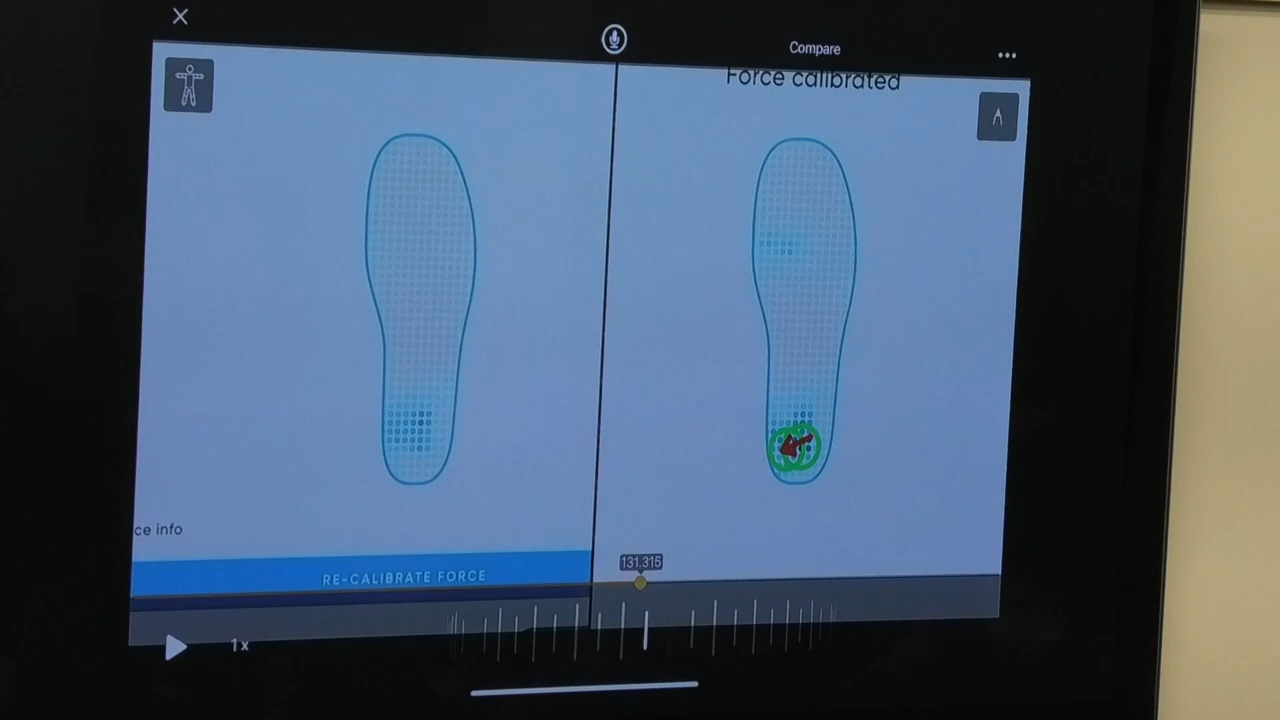 Compare
Force calibrated
ce info
RE-CALIBRATE FORCE
131,315
1x